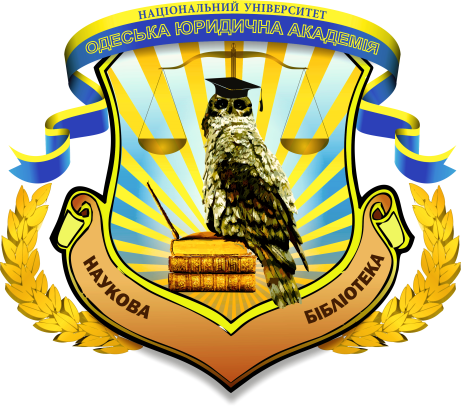 НАЦІОНАЛЬНИЙ УНІВЕРСИТЕТ
ОДЕСЬКА ЮРИДИЧНА АКАДЕМІЯ
НАУКОВА
БІБЛІОТЕКА